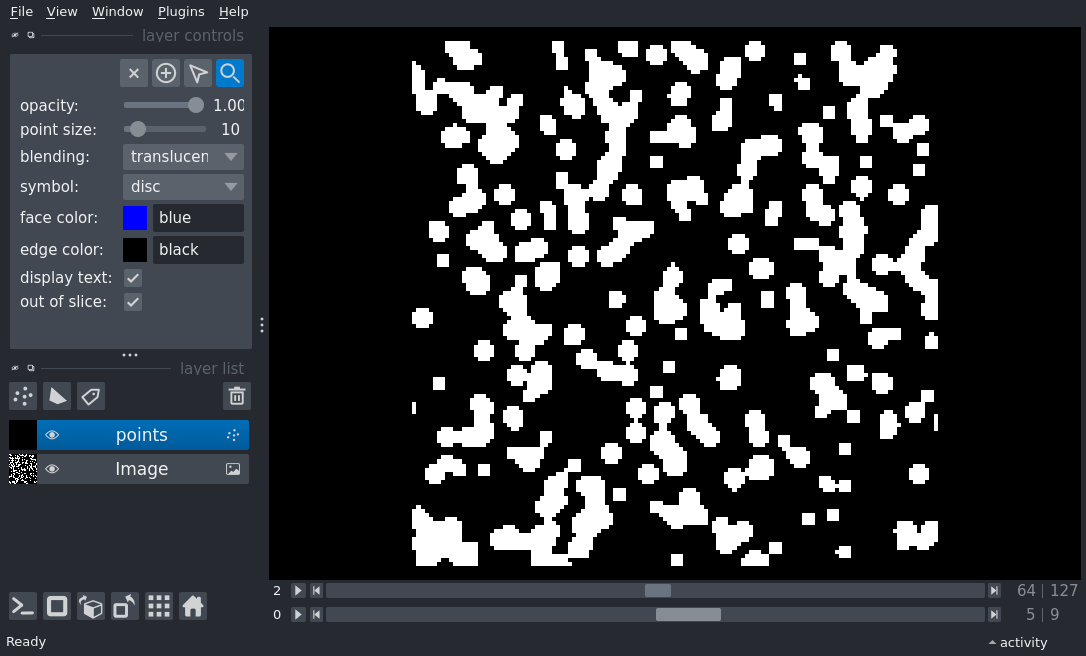 File View Window Plugins Help
layer controls
opacity: 1.00
point size: 10
blending: translucen
symbol: disc
face color: blue
edge color: black
display text:
out of slice:
layer list
points
Image
2 64 | 127
0 5 | 9
Ready activity